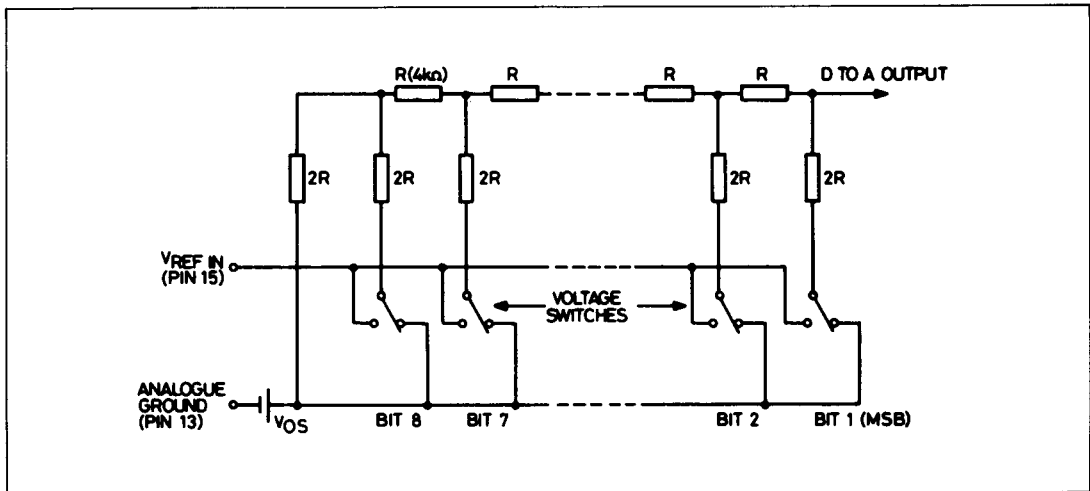 R(4kΩ)
R
R
R
D TO A OUTPUT
2R
2R
2R
2R
2R
VREF IN
(PIN 15)
VOLTAGE
SWITCHES
ANALOGUE
GROUND
(PIN 13)
VOS
BIT 8
BIT 7
BIT 2
BIT 1 (MSB)